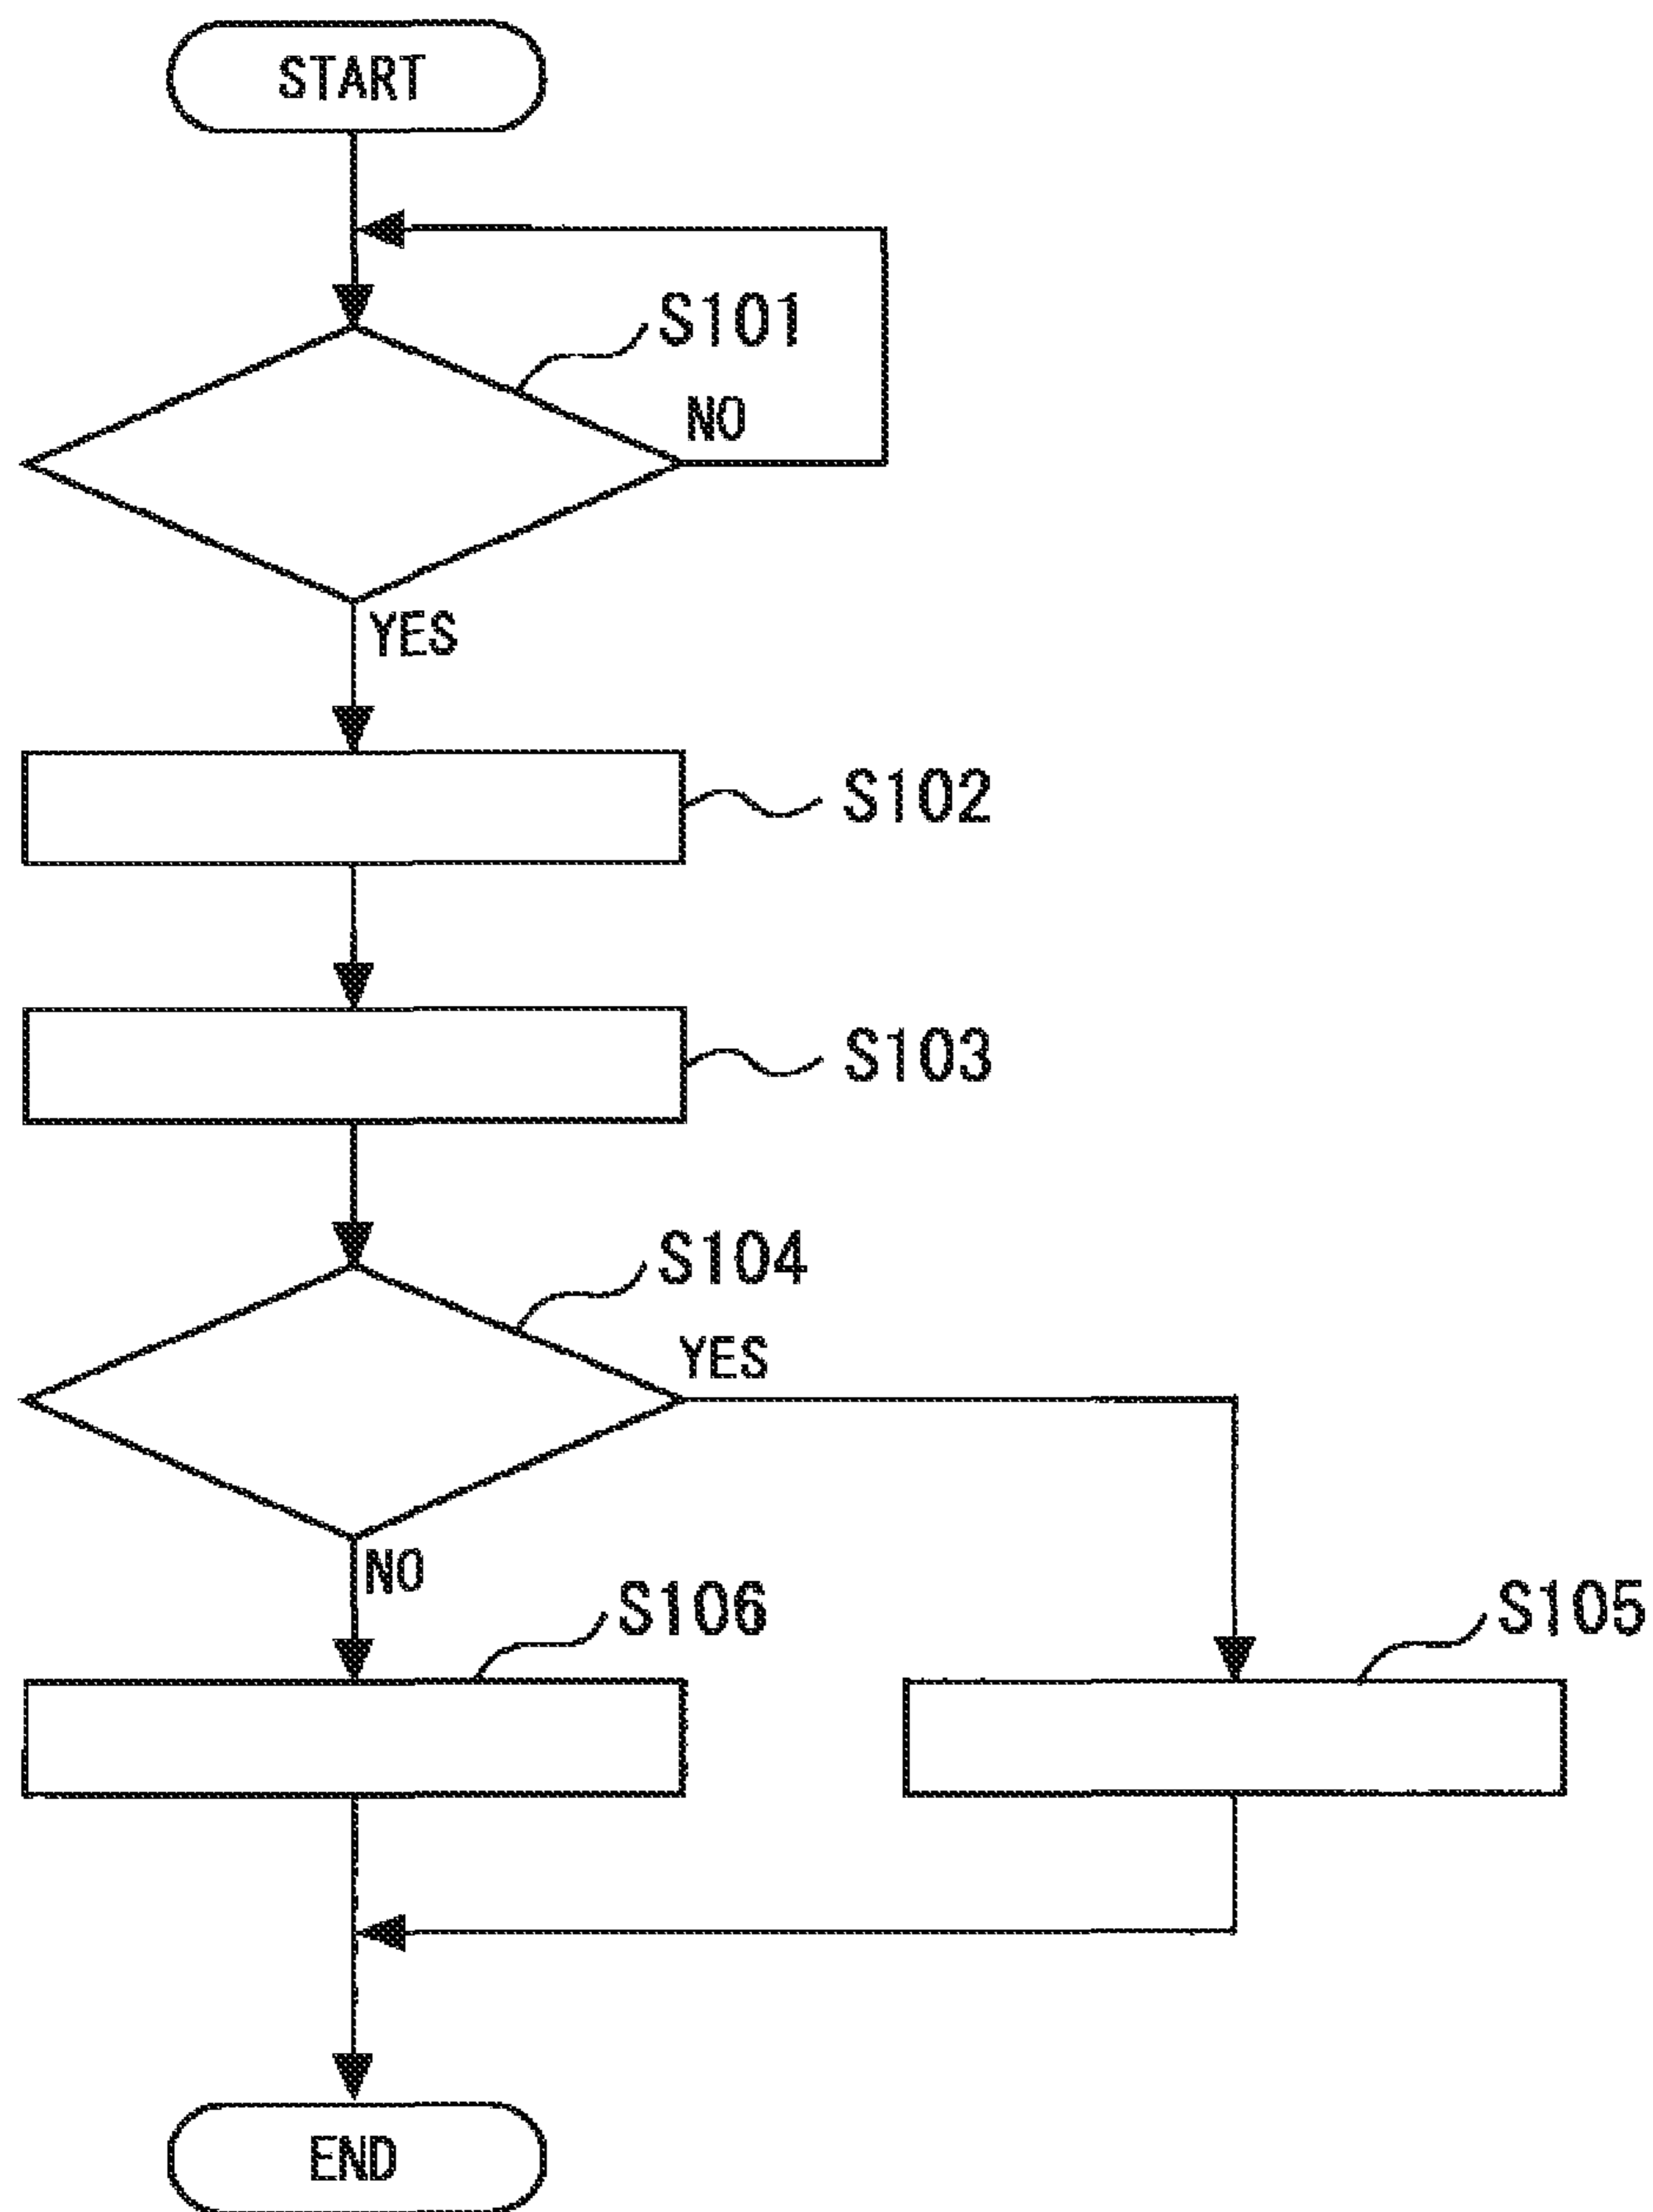 START
S101
NO
YES
S102
S103
S104
YES
NO
S106
S105
END